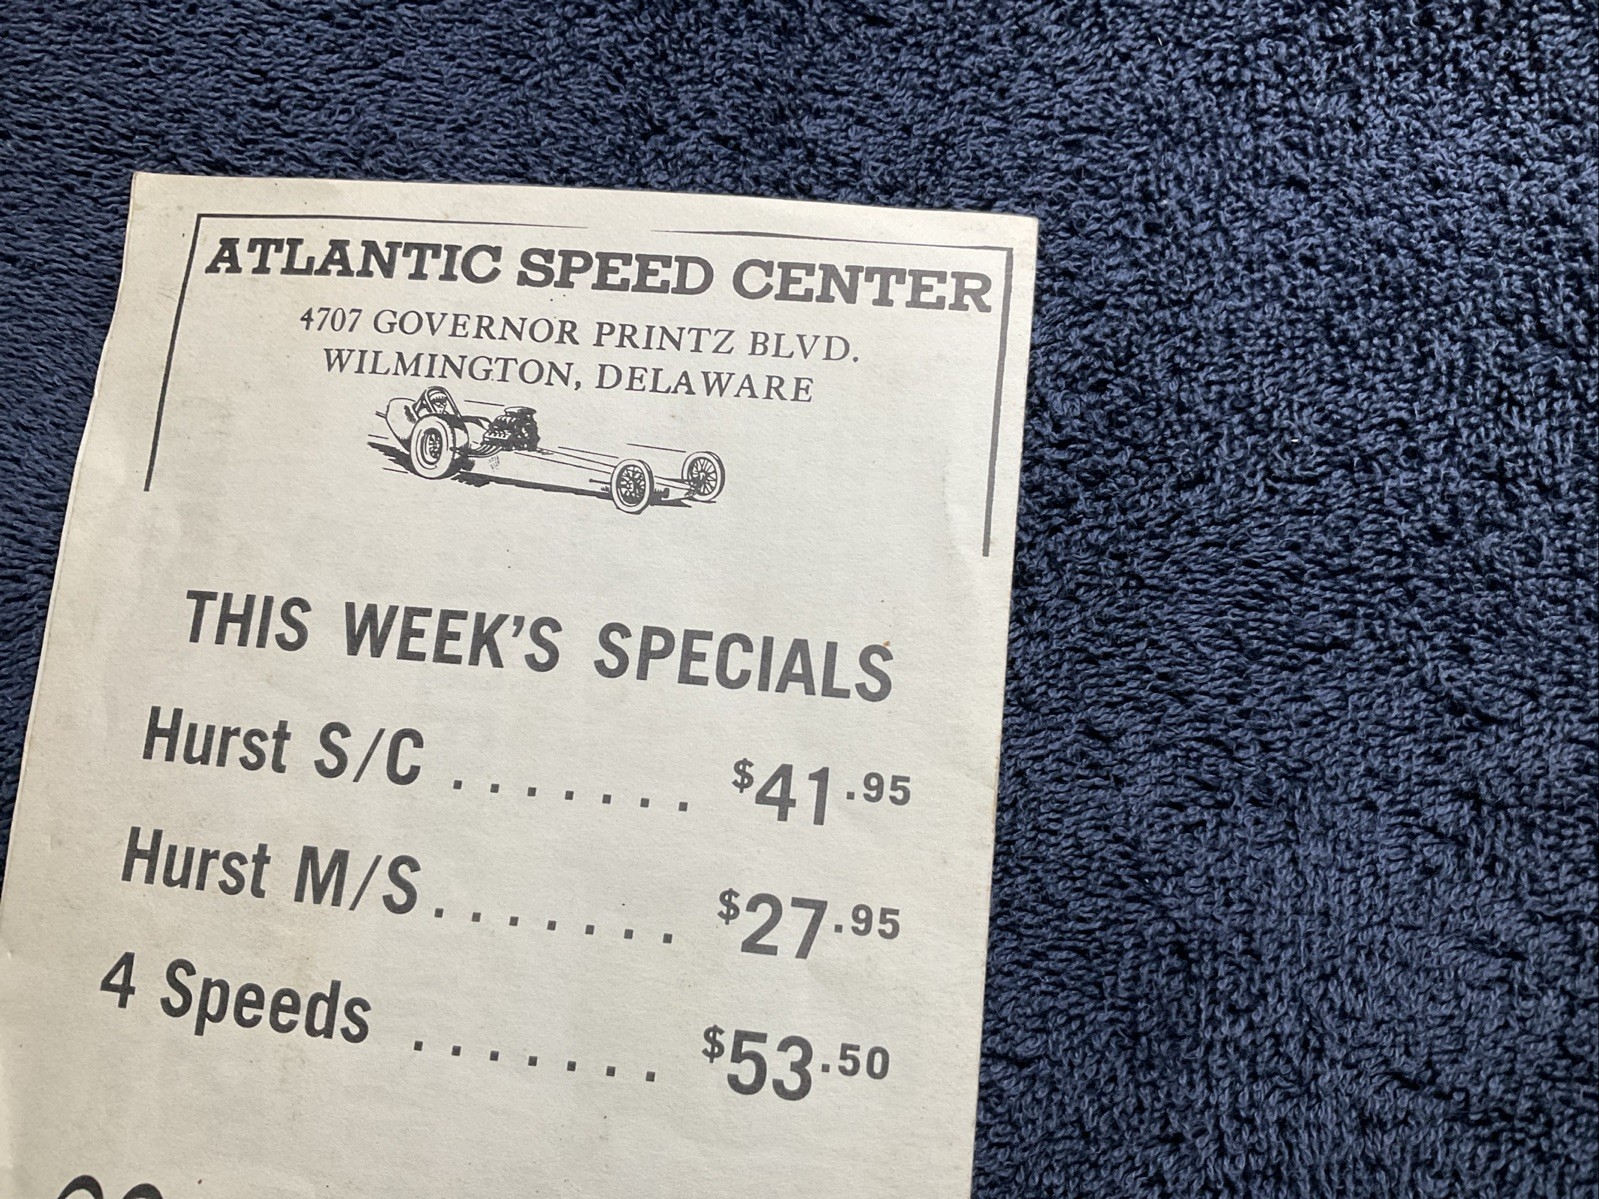 ATLANTIC SPEED CENTER
4707 GOVERNOR PRINTZ BLVD.
WILMINGTON, DELAWARE
THIS WEEK'S SPECIALS
Hurst S/C ....... $41.95
Hurst M/S....... $27.95
4 Speeds ....... $53.50